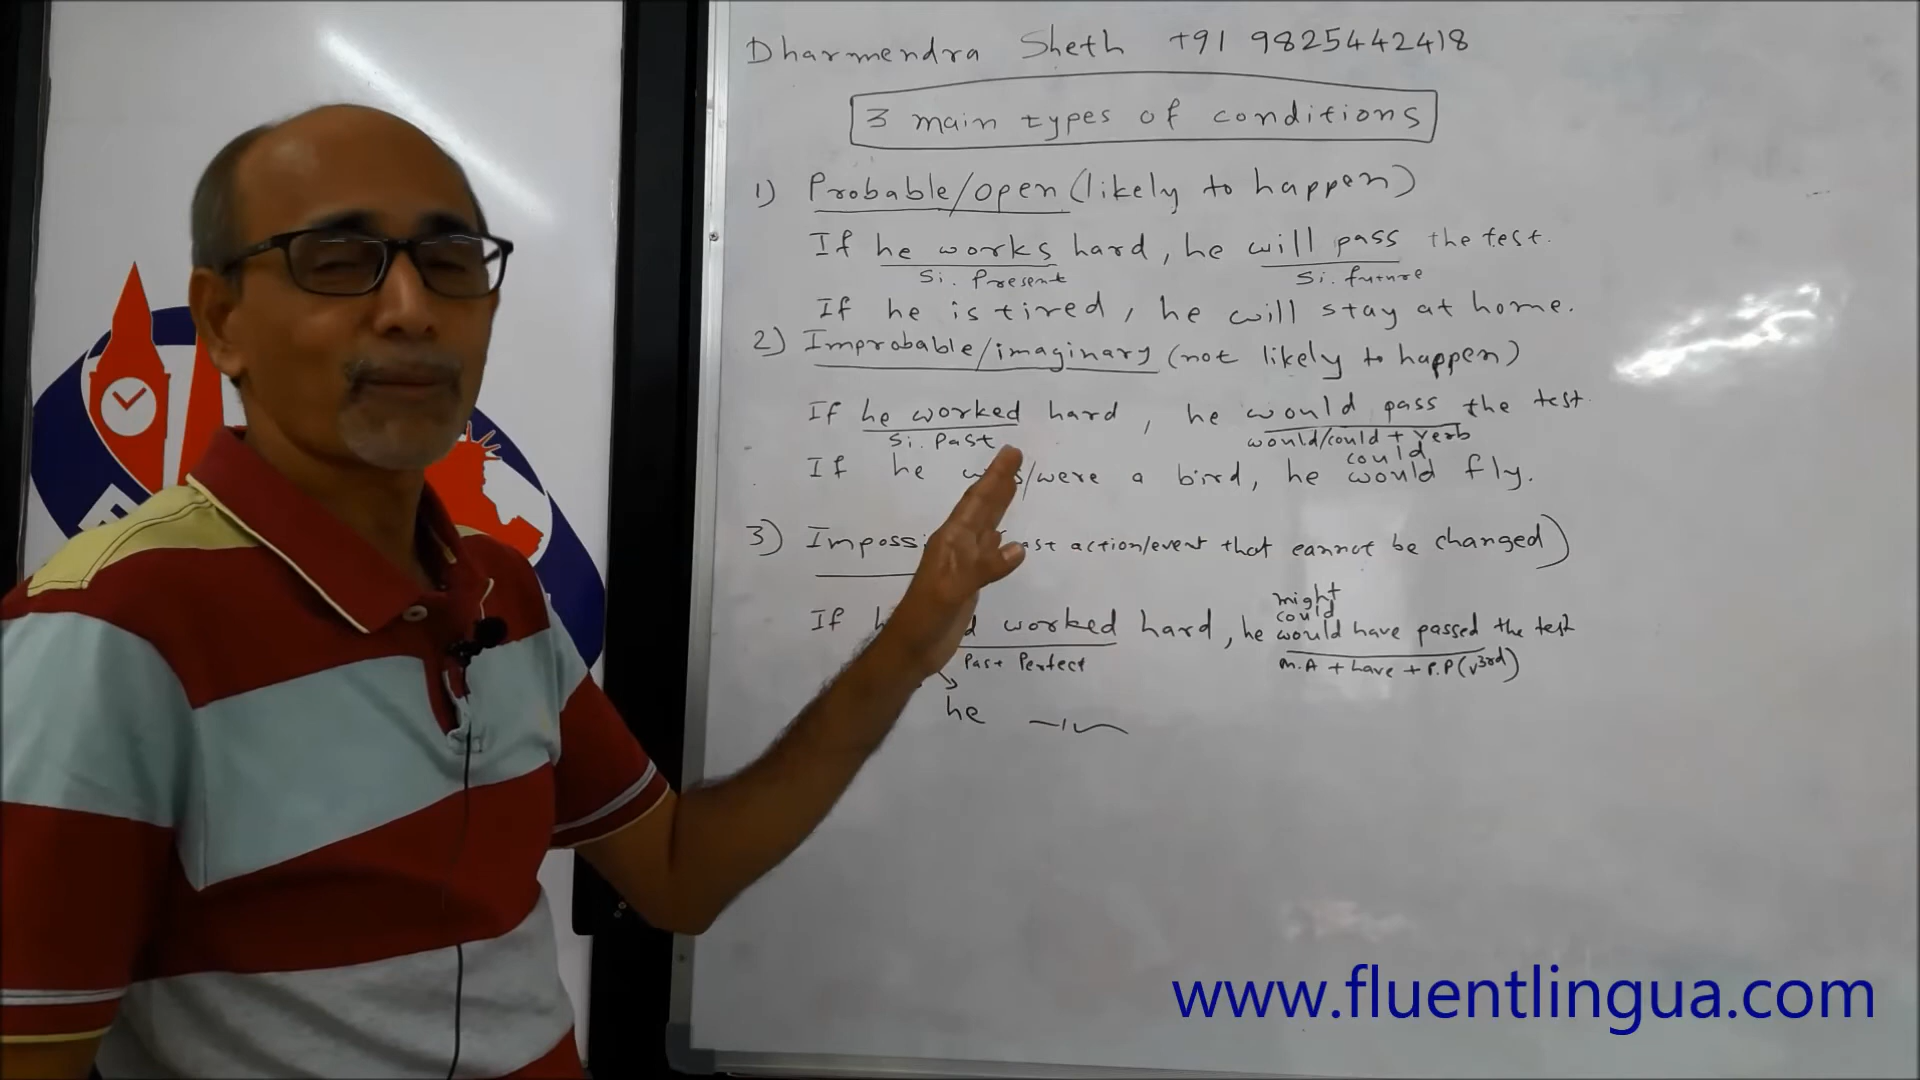 Dharmendra Sheth +91 9825442418
3 main types of conditions
1) Probable/open (likely to happen)
If he works hard, he will pass the test.
Si. Present Si. future
If he is tired, he will stay at home.
2) Improbable/imaginary (not likely to happen)
If he worked hard, he would pass the test.
Si. Past would/could + verb
could
If he /were a bird, he would fly.
3) action/event that cannot be changed)
might
could
If worked hard, he would have passed the test
Past Perfect M.A + have + P.P (v3rd)
he
www.fluentlingua.com